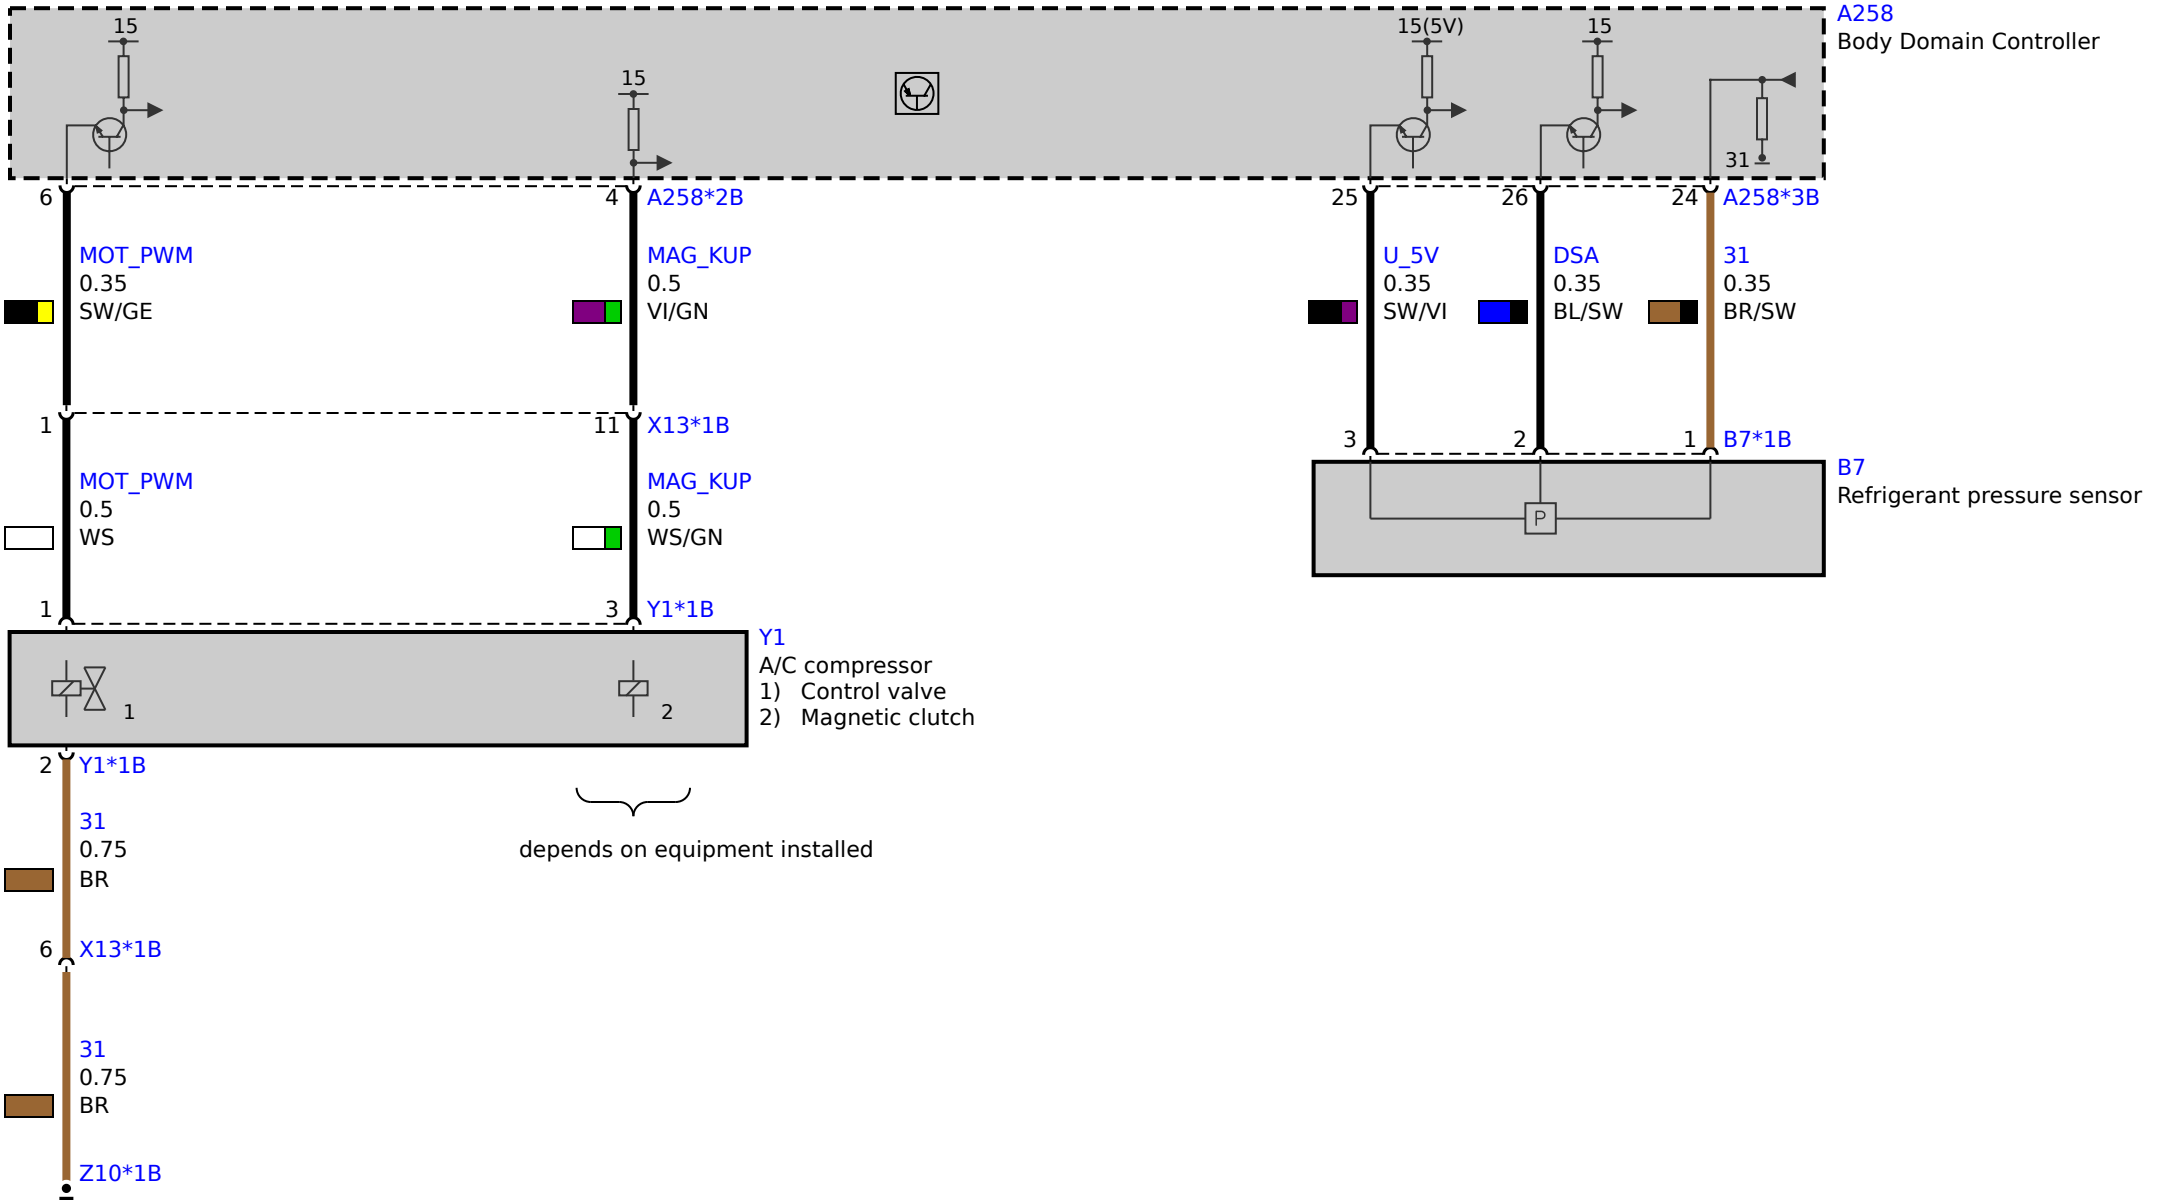 15
15
15(5V)
15
31
A258
Body Domain Controller
6
4
A258*2B
25
26
24
A258*3B
MOT_PWM
0.35
SW/GE
MAG_KUP
0.5
VI/GN
U_5V
0.35
SW/VI
DSA
0.35
BL/SW
31
0.35
BR/SW
1
11
X13*1B
3
2
1
B7*1B
B7
Refrigerant pressure sensor
P
MOT_PWM
0.5
WS
MAG_KUP
0.5
WS/GN
1
3
Y1*1B
Y1
A/C compressor
1) Control valve
2) Magnetic clutch
1
2
2
Y1*1B
31
0.75
BR
depends on equipment installed
6
X13*1B
31
0.75
BR
Z10*1B